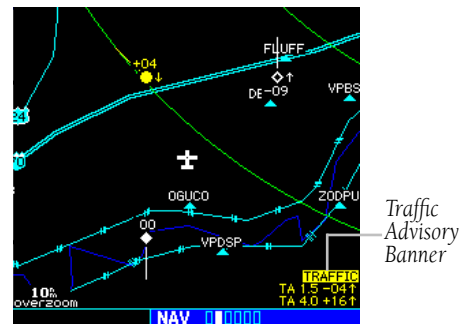 +04
↓
FLUFF
↑
DE
-09
VPBS
24
70
OGUCO
ZODPU
00
VPDSP
Traffic
Advisory
Banner
TRAFFIC
TA 1.5 -04↑
TA 4.0 +16↑
10
overzoom
NAV